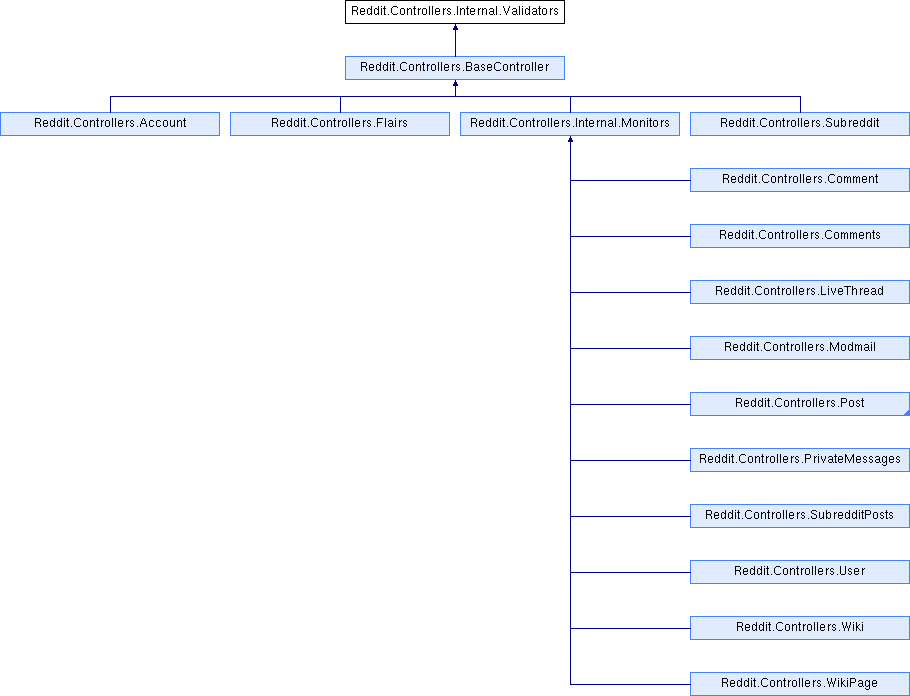 Reddit.Controllers.Internal.Validators
Reddit.Controllers.BaseController
Reddit.Controllers.Account
Reddit.Controllers.Flairs
Reddit.Controllers.Internal.Monitors
Reddit.Controllers.Subreddit
Reddit.Controllers.Comment
Reddit.Controllers.Comments
Reddit.Controllers.LiveThread
Reddit.Controllers.Modmail
Reddit.Controllers.Post
Reddit.Controllers.PrivateMessages
Reddit.Controllers.SubredditPosts
Reddit.Controllers.User
Reddit.Controllers.Wiki
Reddit.Controllers.WikiPage